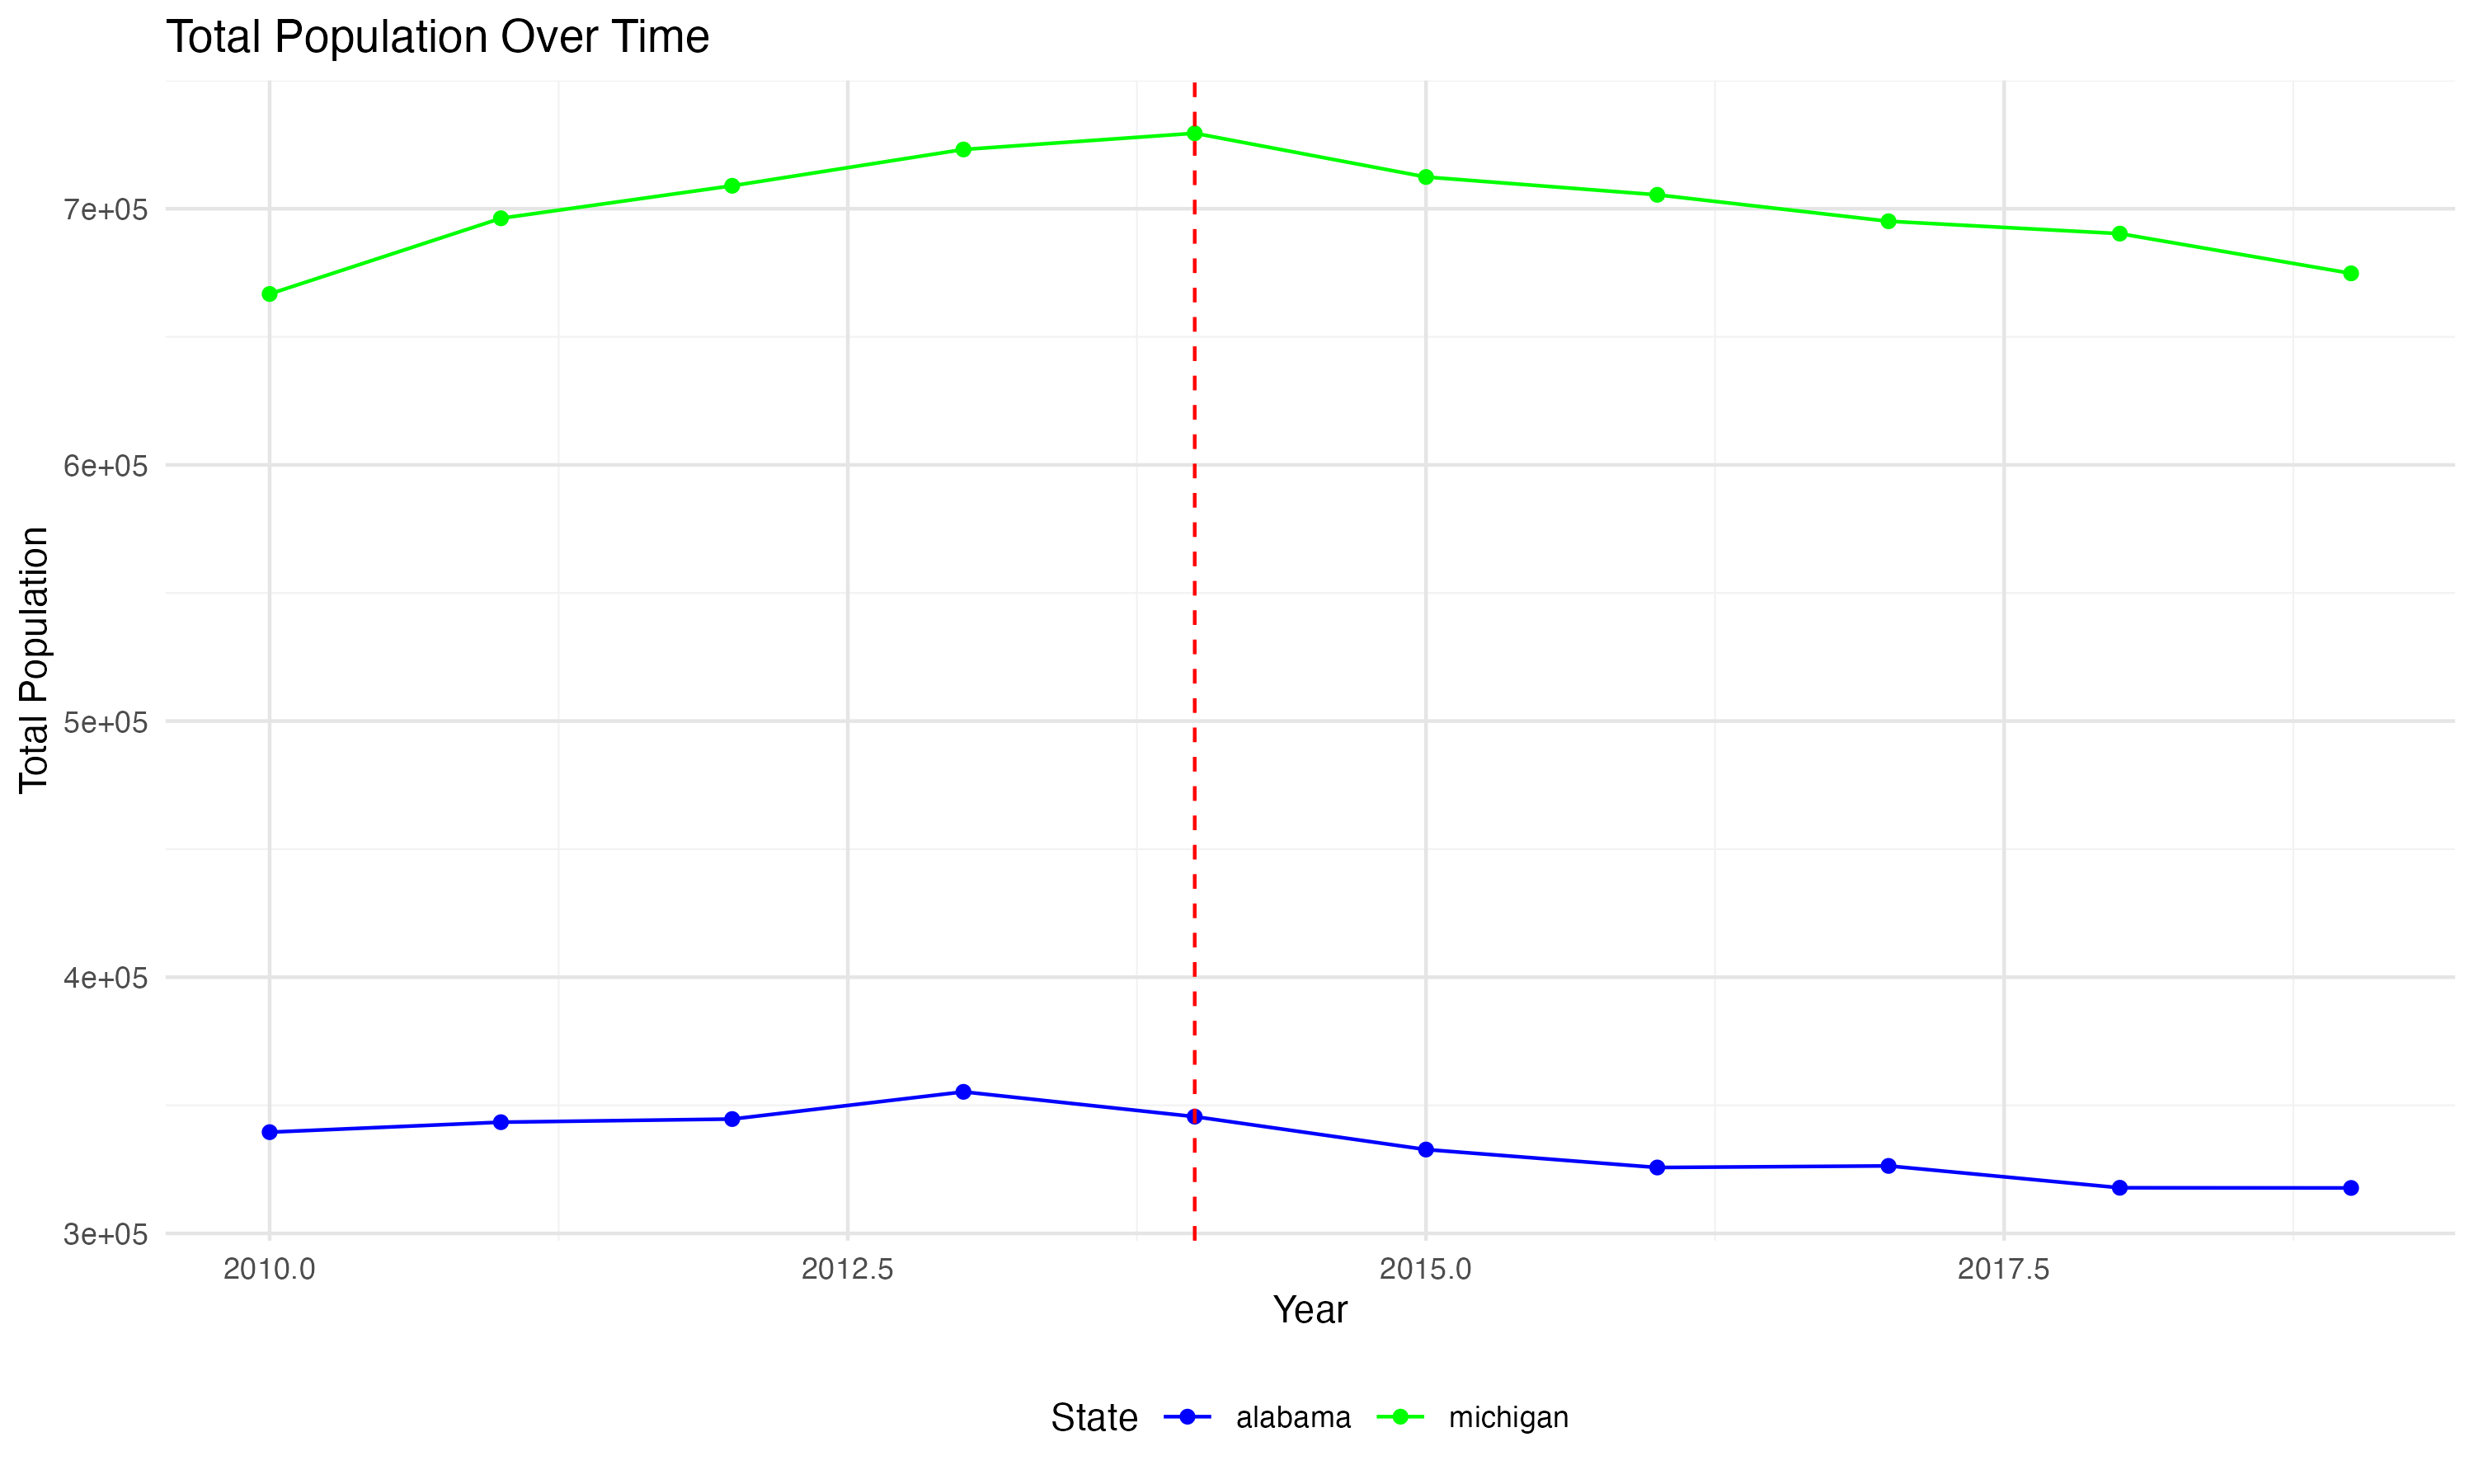 Total Population Over Time
Total Population
7e+05
6e+05
5e+05
4e+05
3e+05
2010.0 2012.5 2015.0 2017.5
Year
State alabama michigan